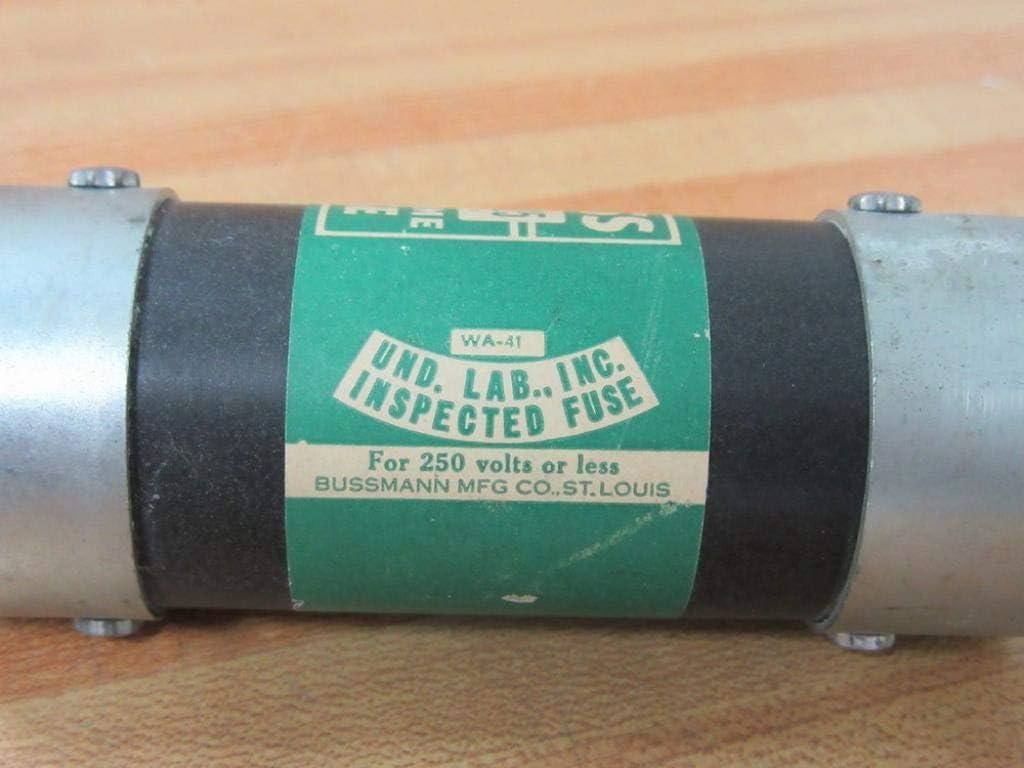 WA-41
UND. LAB., INC.
INSPECTED FUSE
For 250 volts or less
BUSSMANN MFG CO., ST. LOUIS